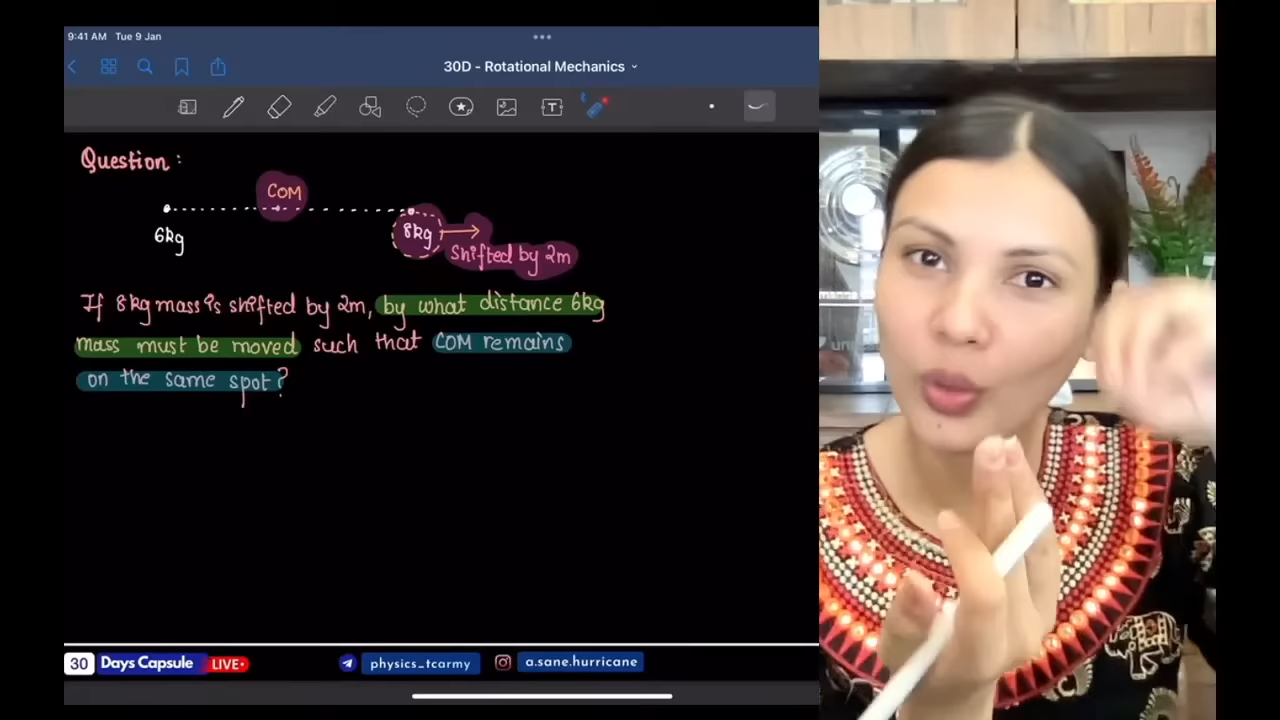 9:41 AM Tue 9 Jan
30D - Rotational Mechanics
T
Question:
COM
6kg
8kg
Shifted by 2m
If 8kg mass is shifted by 2m, by what distance 6kg
mass must be moved such that COM remains
on the same spot?
30 Days Capsule LIVE
physics_tcarmy
a.sane.hurricane